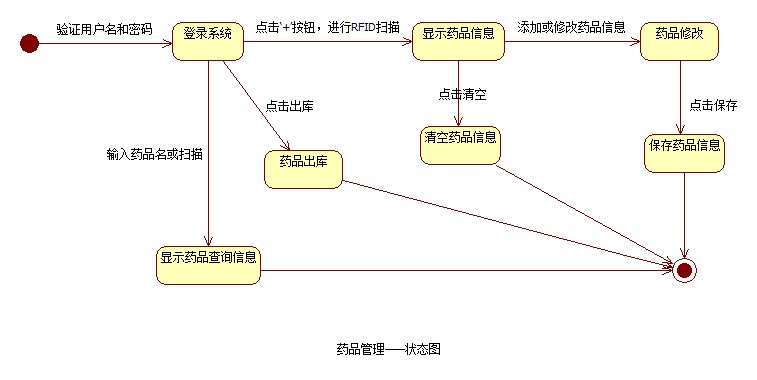 验证用户名和密码
登录系统
点击‘+’按钮，进行RFID扫描
显示药品信息
添加或修改药品信息
药品修改
点击出库
点击清空
点击保存
输入药品名或扫描
药品出库
清空药品信息
保存药品信息
显示药品查询信息
药品管理——状态图